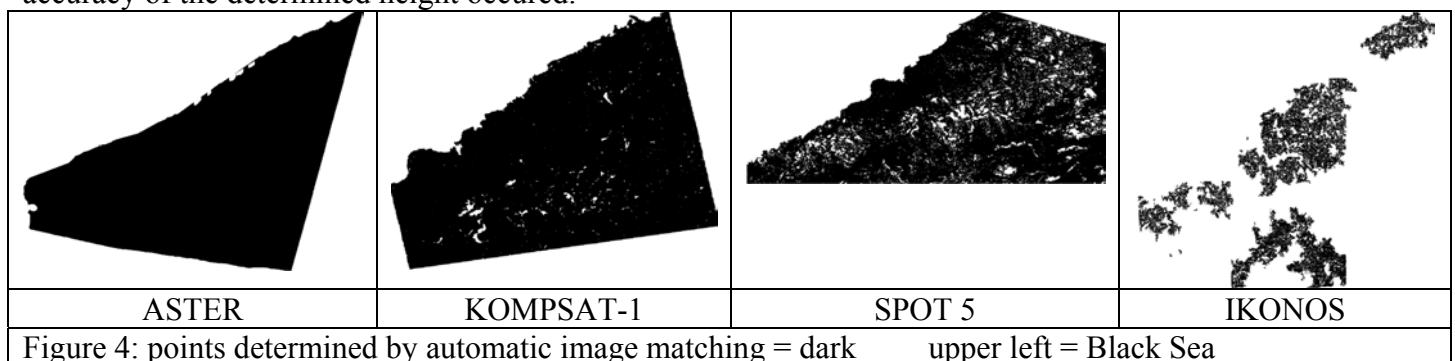 accuracy of the determined height occured.
ASTER KOMPSAT-1 SPOT 5 IKONOS
Figure 4: points determined by automatic image matching = dark upper left = Black Sea